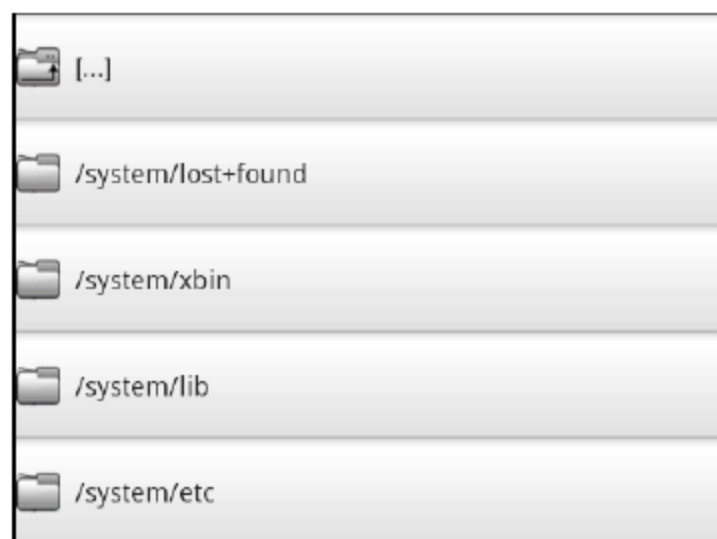 [...]
/system/lost+found
/system/xbin
/system/lib
/system/etc